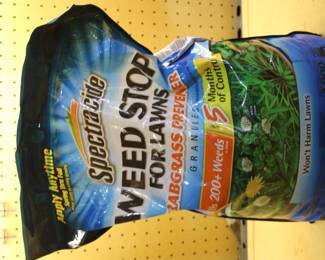 Apply Anytime
Spectracide
WEED STOP
FOR LAWNS
CRABGRASS PREVENTER
GRANULES
200+ Weeds
5 Months
of Control
Won't Harm Lawns